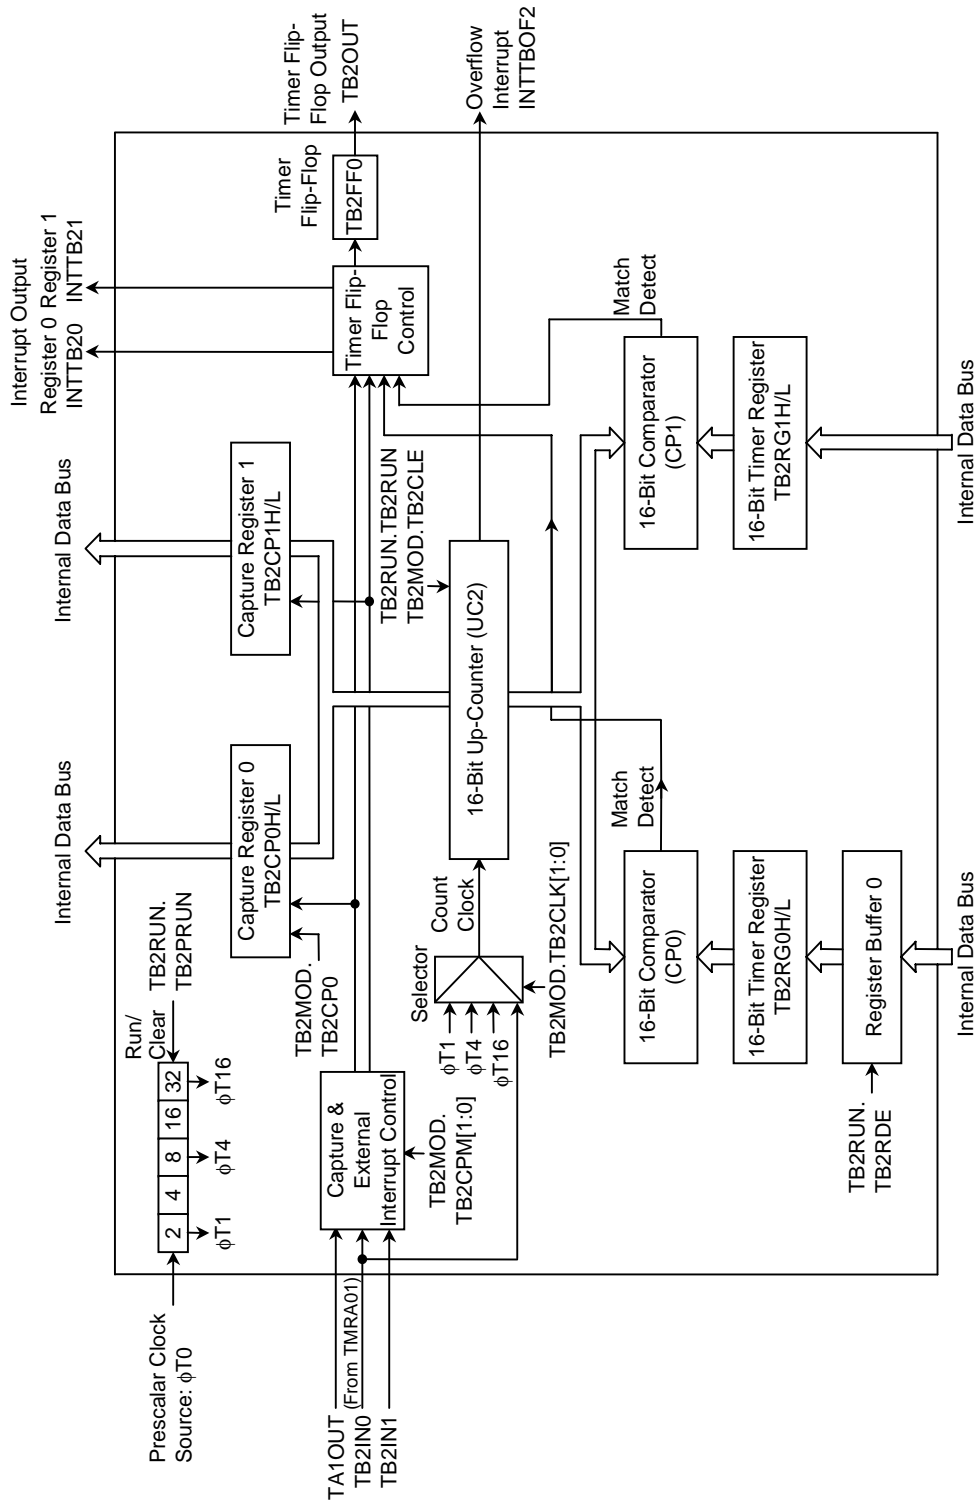 Prescalar Clock
Source: φT0
2 4 8 16 32
φT1
φT4
φT16
Run/
Clear
TB2RUN.
TB2PRUN
Internal Data Bus
Internal Data Bus
Interrupt Output
Register 0 Register 1
INTTB20 INTTB21
Capture Register 0
TB2CP0H/L
Capture Register 1
TB2CP1H/L
TB2MOD.
TB2CP0
TA1OUT
(From TMRA01)
TB2IN0
TB2IN1
Capture &
External
Interrupt Control
TB2MOD.
TB2CPM[1:0]
Timer Flip-
Flop
Control
Timer
Flip-Flop
TB2FF0
Timer Flip-
Flop Output
TB2OUT
TB2RUN.TB2RUN
TB2MOD.TB2CLE
Selector
φT1
φT4
φT16
TB2MOD.TB2CLK[1:0]
Count
Clock
16-Bit Up-Counter (UC2)
Overflow
Interrupt
INTTBOF2
Match
Detect
Match
Detect
16-Bit Comparator
(CP0)
16-Bit Comparator
(CP1)
16-Bit Timer Register
TB2RG0H/L
16-Bit Timer Register
TB2RG1H/L
TB2RUN.
TB2RDE
Register Buffer 0
Internal Data Bus
Internal Data Bus